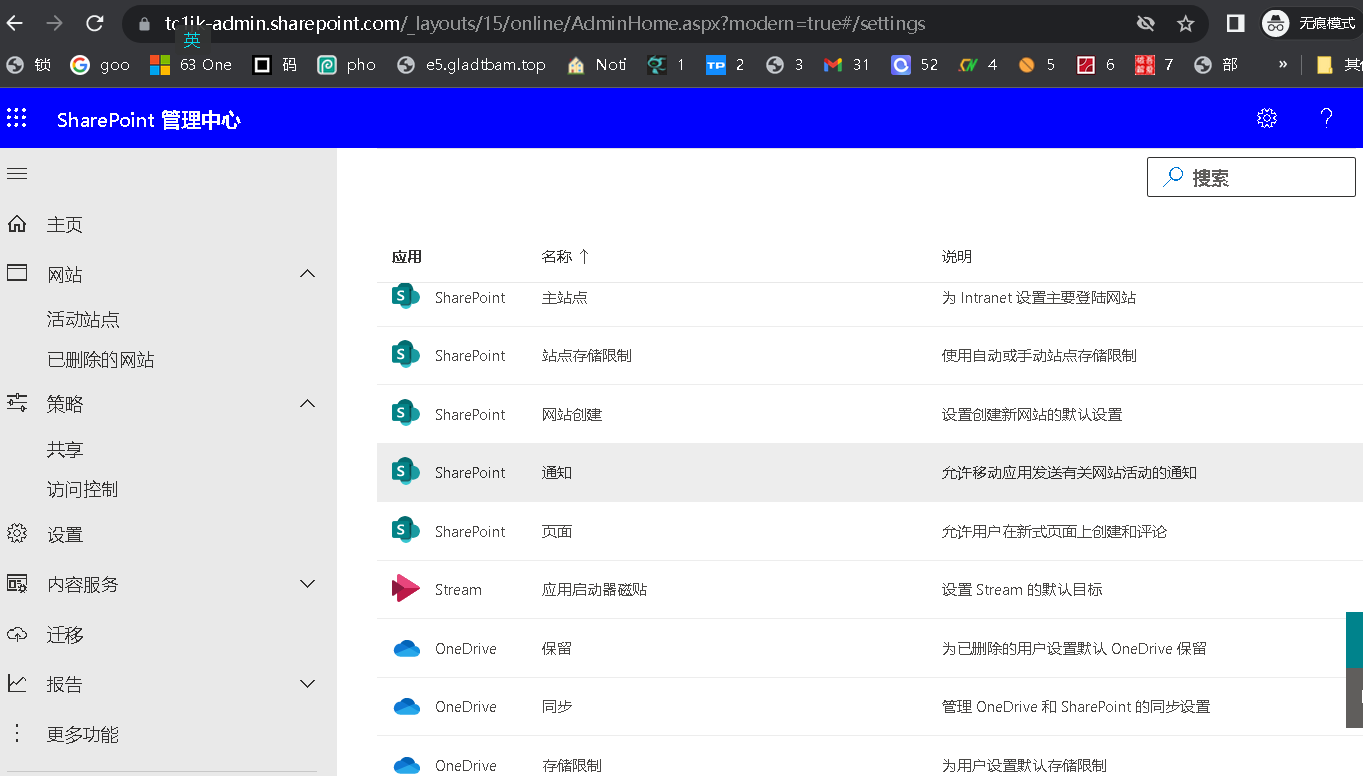 tc1jk-admin.sharepoint.com/_layouts/15/online/AdminHome.aspx?modern=true#/settings
无痕模式
英
锁 goo 63 One 码 pho e5.gladtbam.top Noti 1 2 3 31 52 4 5 6 7 部 »
SharePoint 管理中心
搜索
主页
网站
活动站点
已删除的网站
策略
共享
访问控制
设置
内容服务
迁移
报告
更多功能
应用 名称 ↑ 说明
SharePoint 主站点 为 Intranet 设置主要登陆网站
SharePoint 站点存储限制 使用自动或手动站点存储限制
SharePoint 网站创建 设置创建新网站的默认设置
SharePoint 通知 允许移动应用发送有关网站活动的通知
SharePoint 页面 允许用户在新式页面上创建和评论
Stream 应用启动器磁贴 设置 Stream 的默认目标
OneDrive 保留 为已删除的用户设置默认 OneDrive 保留
OneDrive 同步 管理 OneDrive 和 SharePoint 的同步设置
OneDrive 存储限制 为用户设置默认存储限制